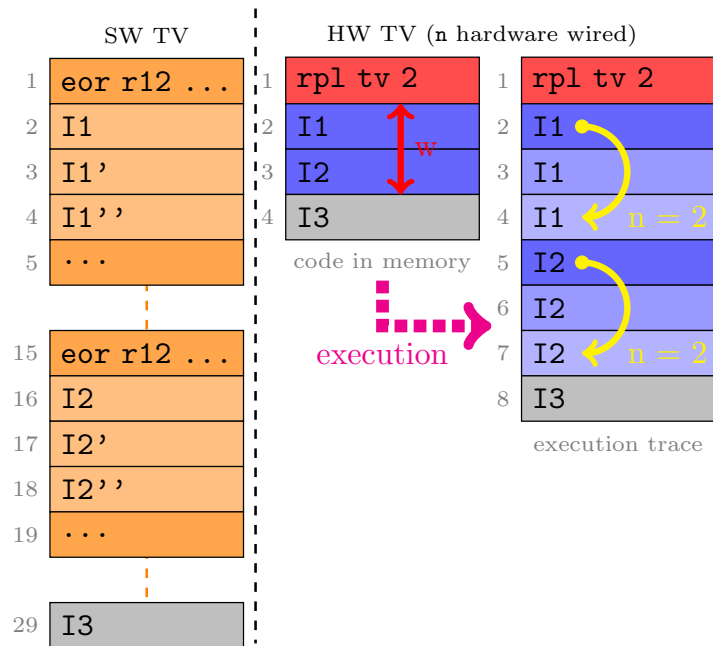 SW TV
1 eor r12 ...
2 I1
3 I1'
4 I1''
5 ...
15 eor r12 ...
16 I2
17 I2'
18 I2''
19 ...
29 I3
HW TV (n hardware wired)
1 rpl tv 2
2 I1
3 I2
w
4 I3
code in memory
execution
1 rpl tv 2
2 I1
3 I1
4 I1
n = 2
5 I2
6 I2
7 I2
n = 2
8 I3
execution trace